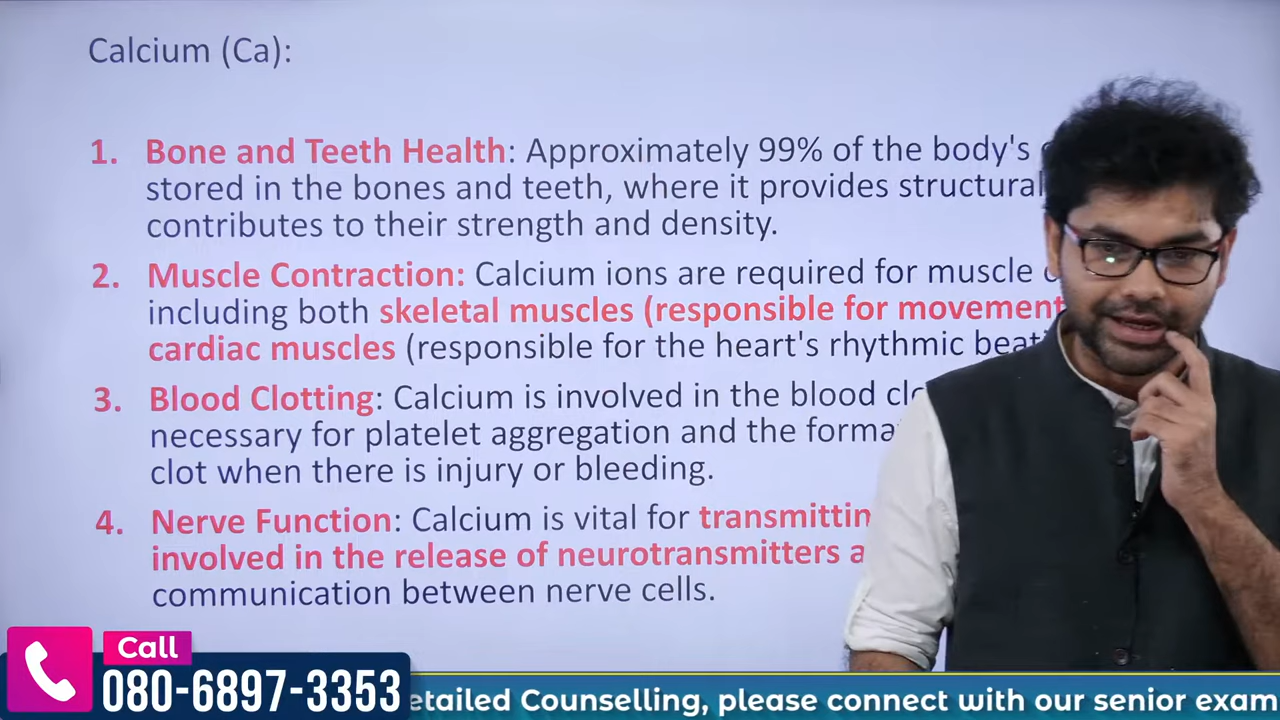 Calcium (Ca):
1. Bone and Teeth Health: Approximately 99% of the body's
stored in the bones and teeth, where it provides structural
contributes to their strength and density.
2. Muscle Contraction: Calcium ions are required for muscle
including both skeletal muscles (responsible for movement
cardiac muscles (responsible for the heart's rhythmic
3. Blood Clotting: Calcium is involved in the blood
necessary for platelet aggregation and the
clot when there is injury or bleeding.
4. Nerve Function: Calcium is vital for
involved in the release of neurotransmitters
communication between nerve cells.
Call
080-6897-3353
etailed Counselling, please connect with our senior exam